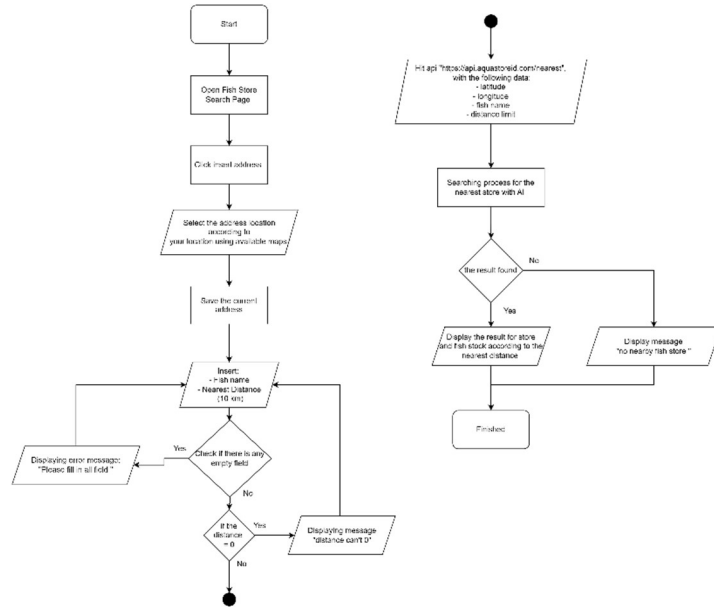 Start
Open Fish Store
Search Page
Click insert address
Select the address location
according to
your location using available maps
Save the current
address
Insert:
- Fish name
- Nearest Distance
(10 km)
Check if there is any
empty field
Yes
Displaying error message:
"Please fill in all field "
No
if the
distance
= 0
Yes
Displaying message
"distance can't 0"
No
Hit api "https://api.aquastoreid.com/nearest",
with the following data:
- latitude
- longitude
- fish name
- distance limit
Searching process for the
nearest store with AI
the result found
No
Yes
Display the result for store
and fish stock according to the
nearest distance
Display message
"no nearby fish store "
Finished